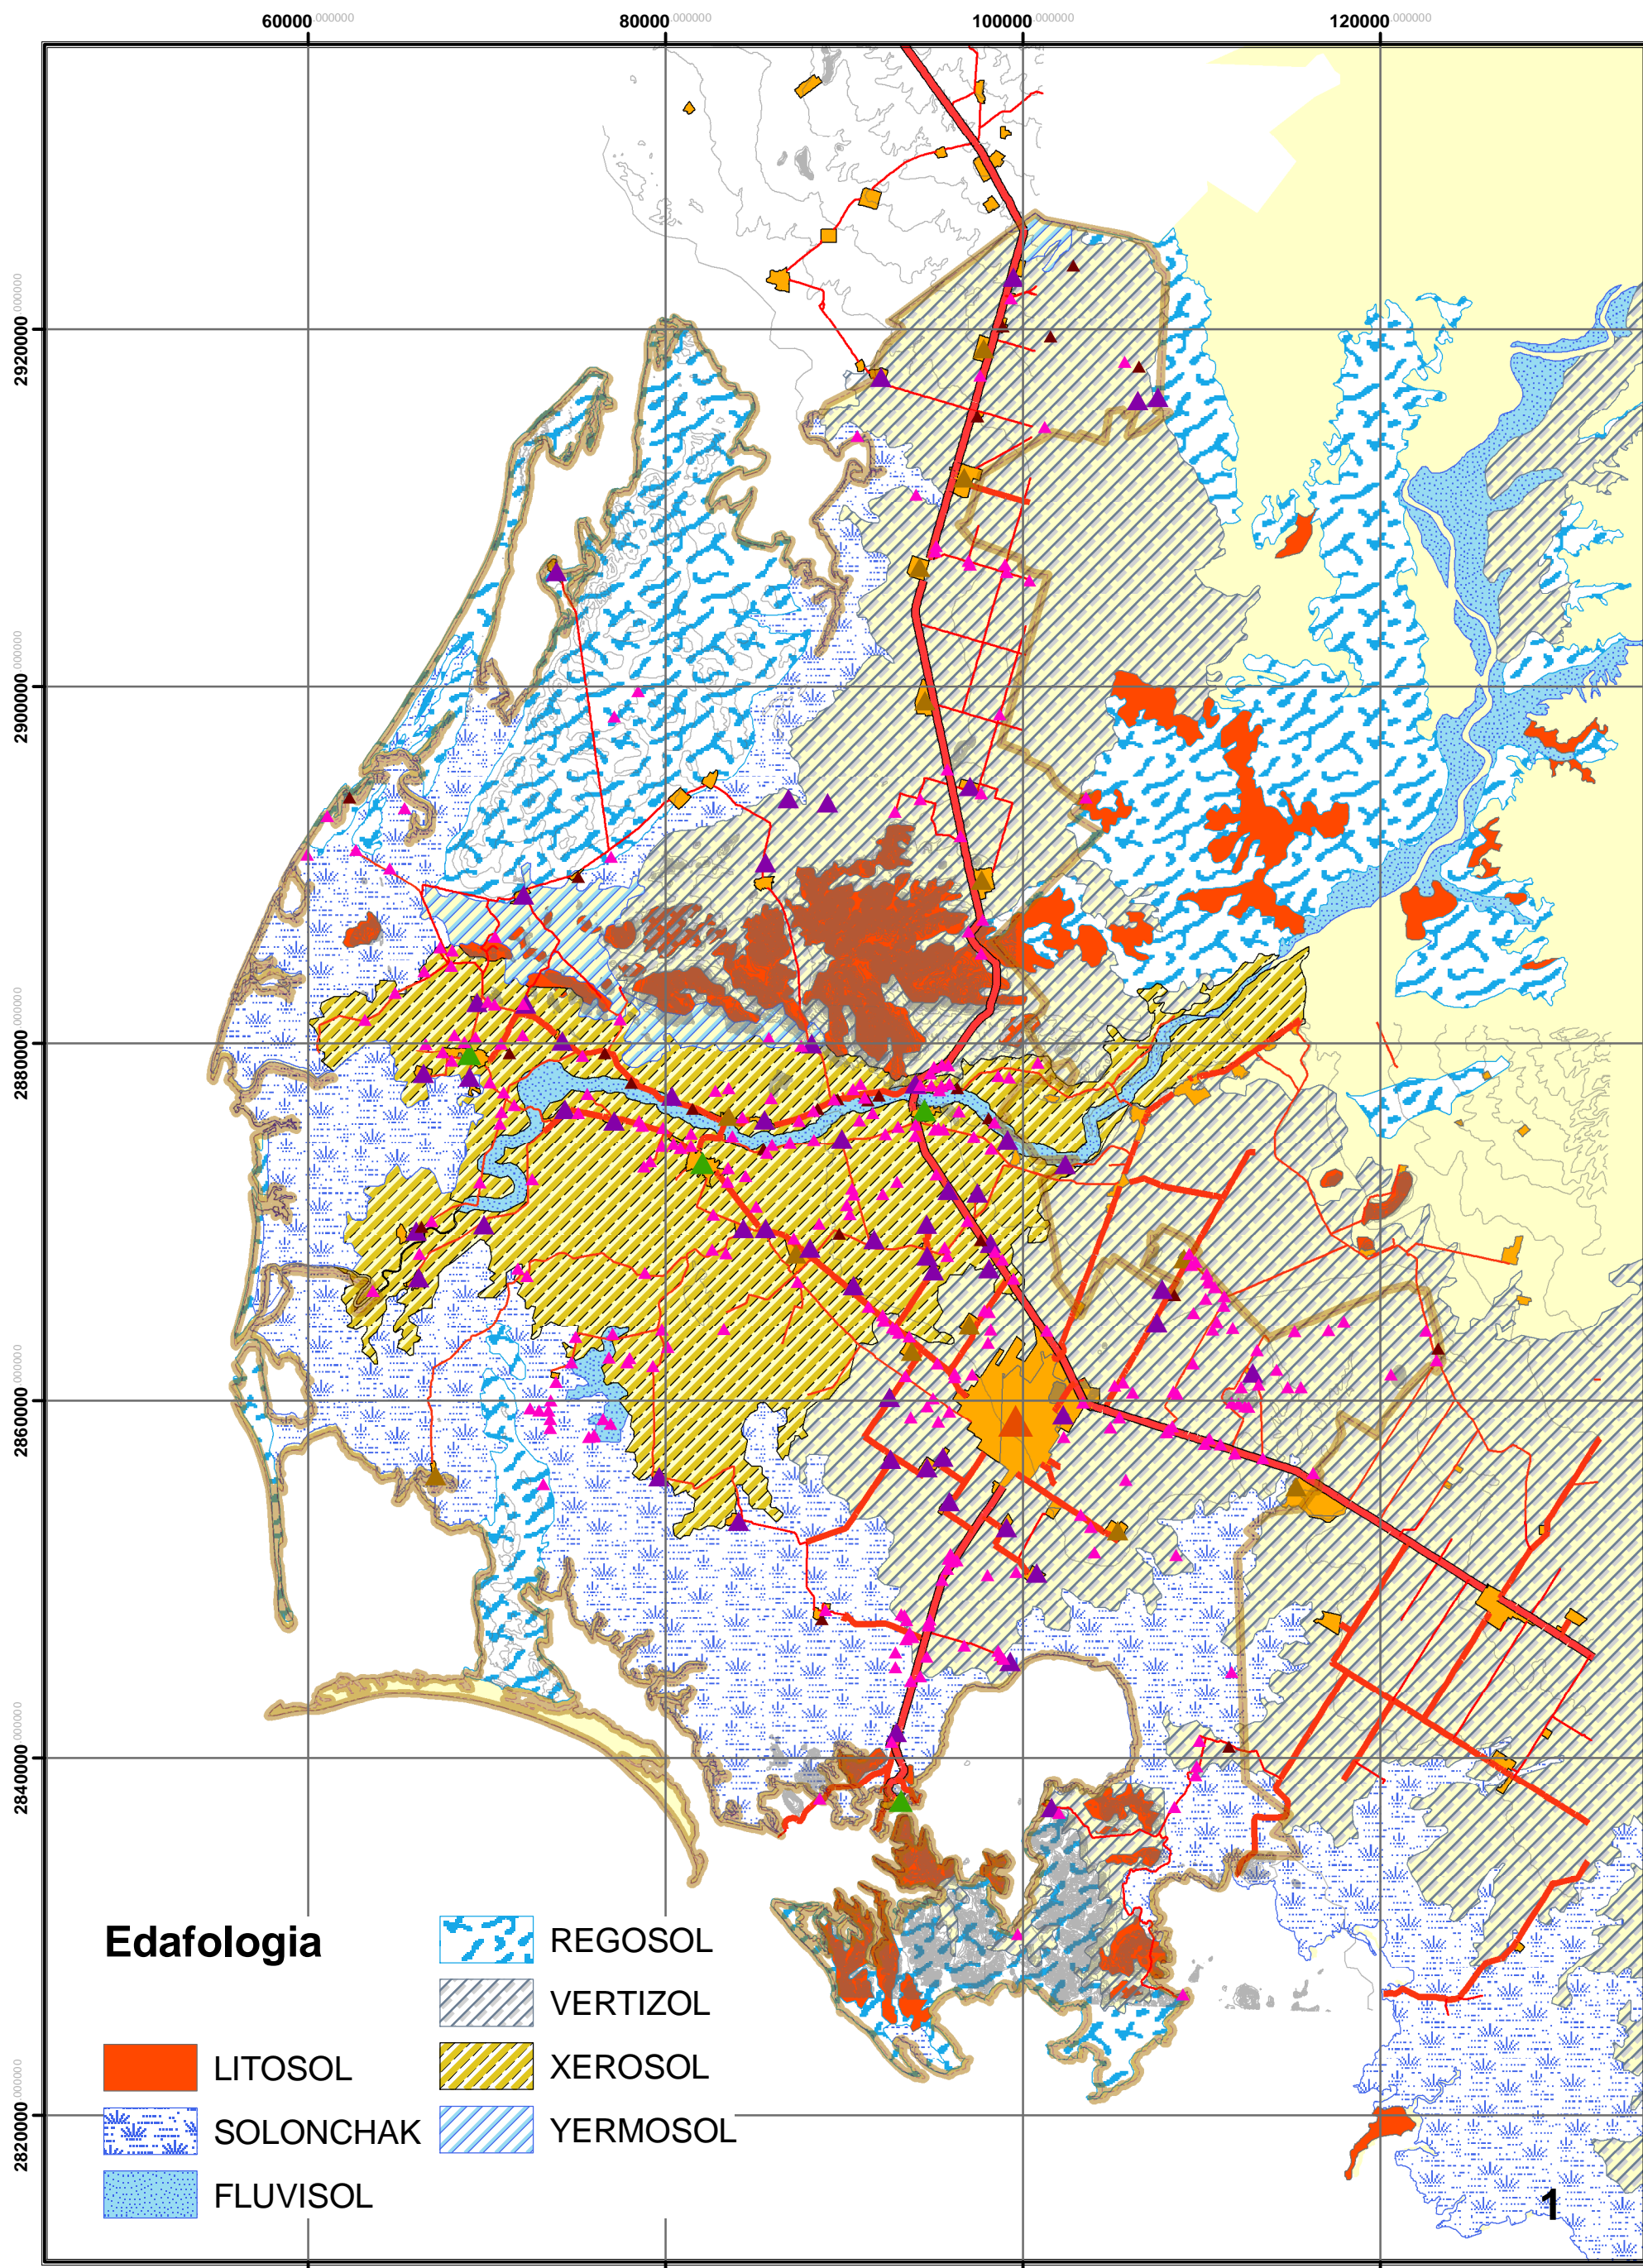 60000.000000 80000.000000 100000.000000 120000.000000
2920000.000000
2900000.000000
2880000.000000
2860000.000000
2840000.000000
2820000.000000
Edafologia
LITOSOL
SOLONCHAK
FLUVISOL
REGOSOL
VERTIZOL
XEROSOL
YERMOSOL
1